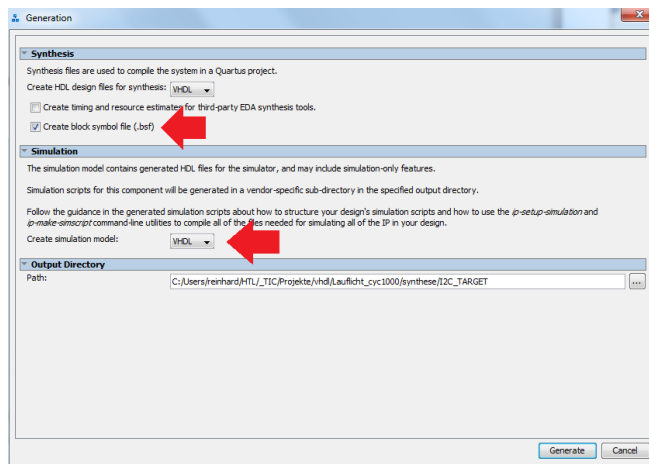 Generation
Synthesis
Synthesis files are used to compile the system in a Quartus project.
Create HDL design files for synthesis: VHDL
Create timing and resource estimates for third-party EDA synthesis tools.
Create block symbol file (.bsf)
Simulation
The simulation model contains generated HDL files for the simulator, and may include simulation-only features.
Simulation scripts for this component will be generated in a vendor-specific sub-directory in the specified output directory.
Follow the guidance in the generated simulation scripts about how to structure your design's simulation scripts and how to use the ip-setup-simulation and
ip-make-simscript command-line utilities to compile all of the files needed for simulating all of the IP in your design.
Create simulation model: VHDL
Output Directory
Path: C:/Users/reinhard/HTL/_TIC/Projekte/vhdl/Lauflicht_cyc1000/synthese/I2C_TARGET ...
Generate Cancel